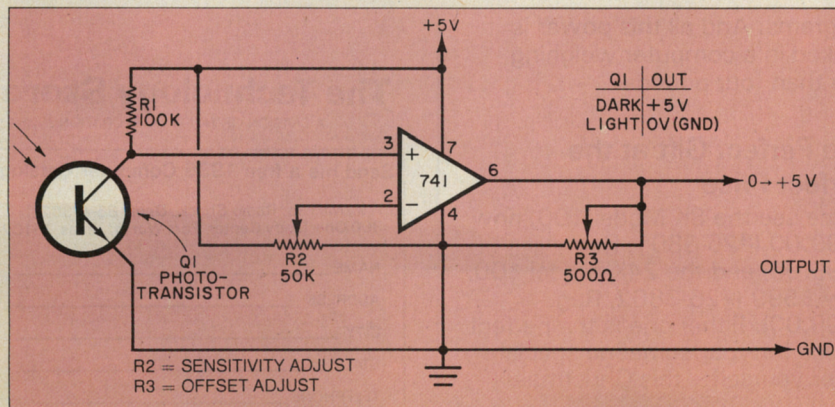 +5V
R1
100K
Q1 OUT
DARK +5V
LIGHT 0V (GND)
3
+
7
741
6
0→+5V
2
−
4
Q1
PHOTO-
TRANSISTOR
R2
50K
R3
500Ω
OUTPUT
GND
R2 = SENSITIVITY ADJUST
R3 = OFFSET ADJUST